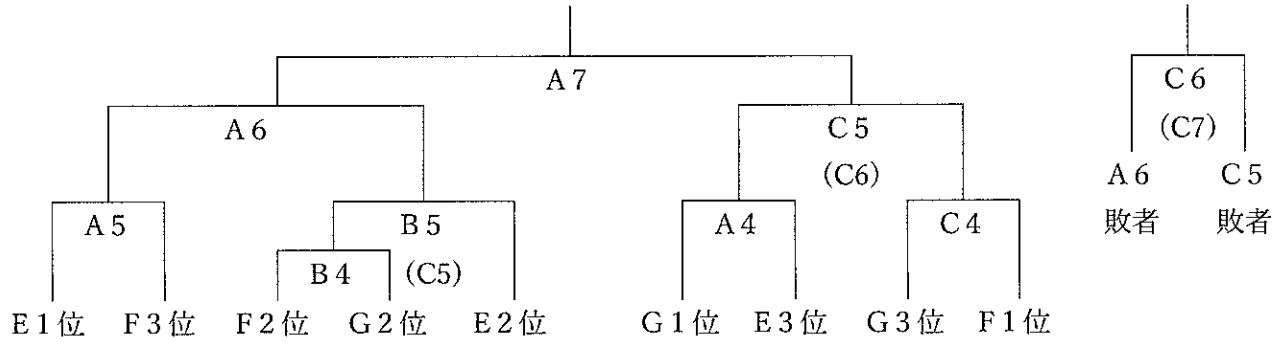 A7
C6
(C7)
A6
敗者
C5
敗者
A6
C5
(C6)
A5
B5
(C5)
A4
C4
B4
E1位 F3位 F2位 G2位 E2位 G1位 E3位 G3位 F1位